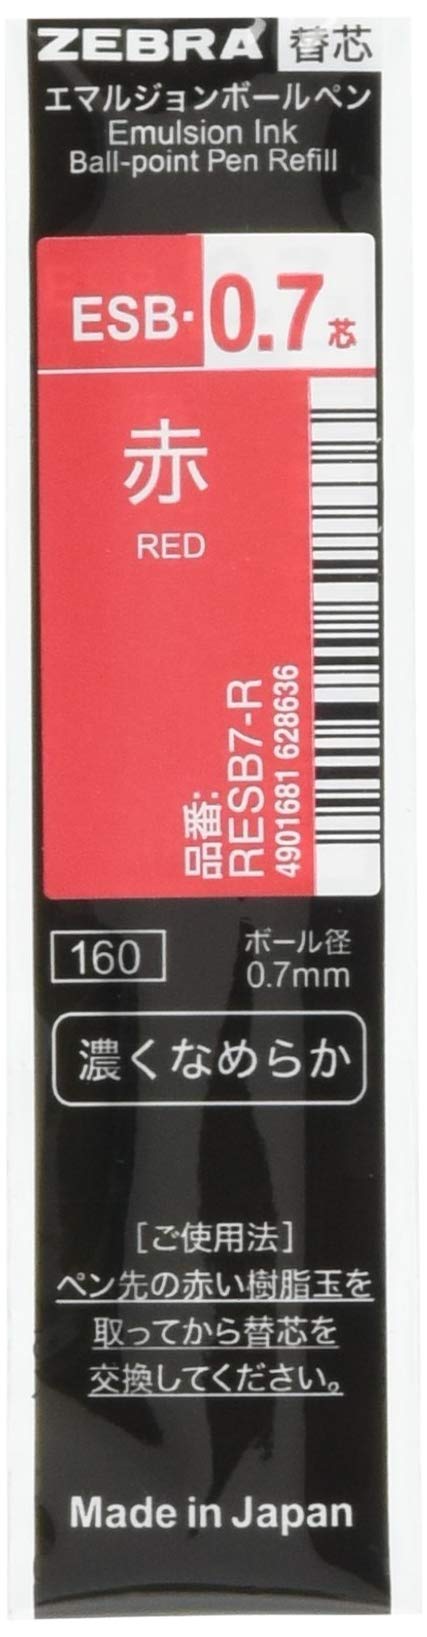 ZEBRA 替芯
エマルジョンボールペン
Emulsion Ink
Ball-point Pen Refill
ESB-0.7芯
赤
RED
品番:
RESB7-R
4901681 628636
160
ボール径
0.7mm
濃くなめらか
[ご使用法]
ペン先の赤い樹脂玉を
取ってから替芯を
交換してください。
Made in Japan